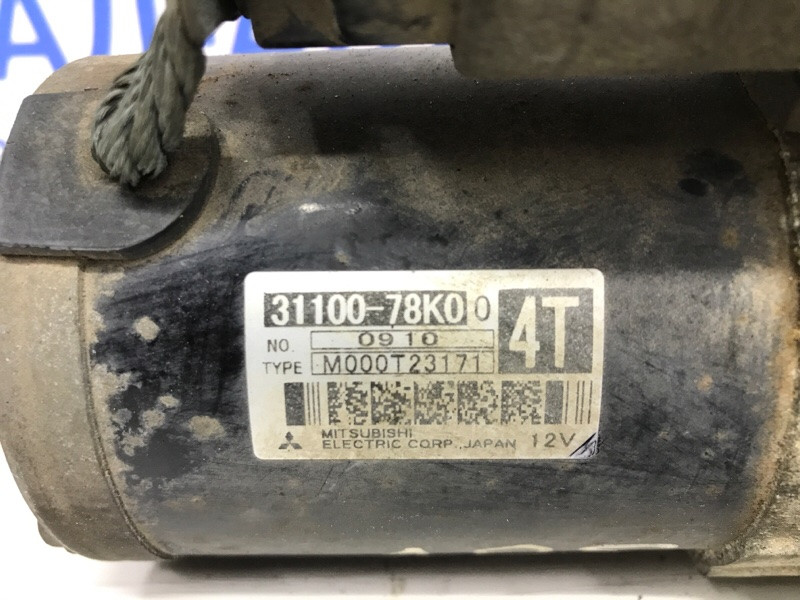 31100-78K00
4T
NO. 0910
TYPE M000T23171
MITSUBISHI
ELECTRIC CORP., JAPAN 12V